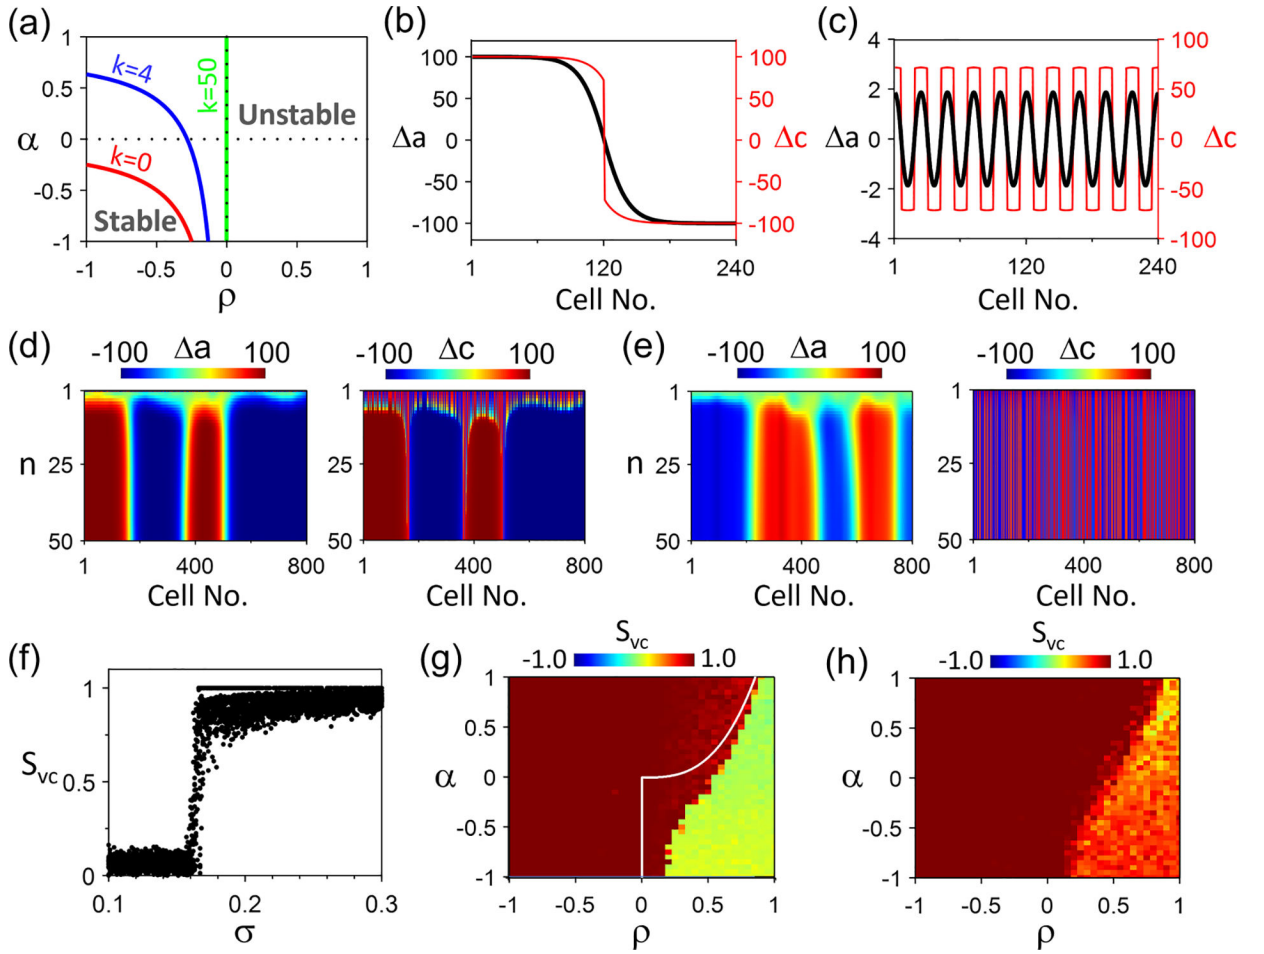 (a)
1
0.5
0
-0.5
-1
α
k=4
k=0
k=50
Unstable
Stable
-1 -0.5 0 0.5 1
ρ
(b)
100
50
0
-50
-100
Δa
100
50
0
-50
-100
Δc
1 120 240
Cell No.
(c)
4
2
0
-2
-4
Δa
100
50
0
-50
-100
Δc
1 120 240
Cell No.
(d)
-100 Δa 100
1
25
50
n
1 400 800
Cell No.
-100 Δc 100
1
25
50
1 400 800
Cell No.
(e)
-100 Δa 100
1
25
50
n
1 400 800
Cell No.
-100 Δc 100
1
25
50
1 400 800
Cell No.
(f)
1
0.5
0
Svc
0.1 0.2 0.3
σ
(g)
Svc
-1.0 1.0
1
0.5
0
-0.5
-1
α
-1 -0.5 0 0.5 1
ρ
(h)
Svc
-1.0 1.0
1
0.5
0
-0.5
-1
α
-1 -0.5 0 0.5 1
ρ